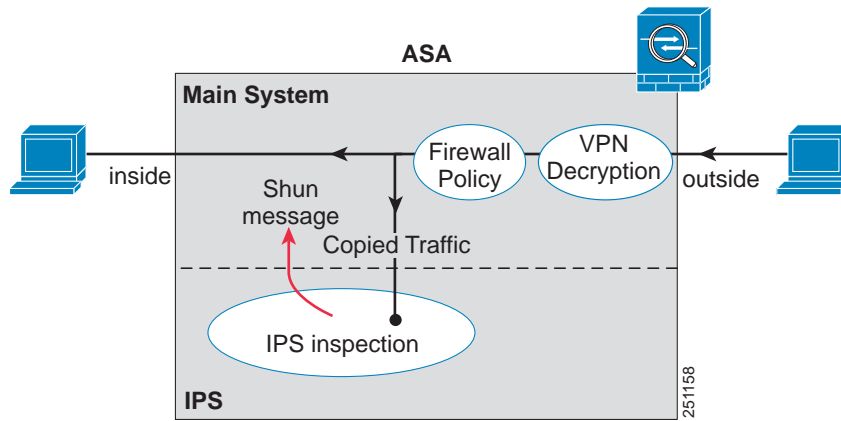 ASA
Main System
Firewall
Policy
VPN
Decryption
inside
outside
Shun
message
Copied Traffic
IPS inspection
IPS
251158